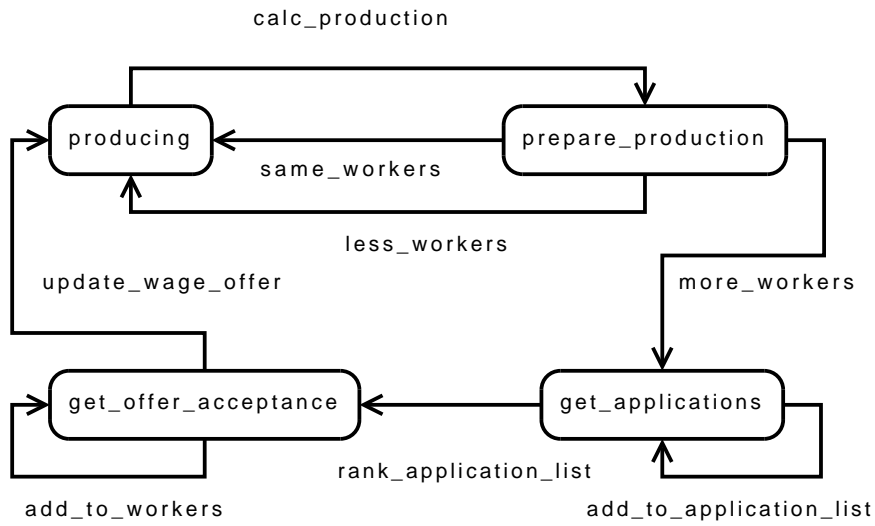 calc_production
producing
prepare_production
same_workers
less_workers
update_wage_offer
more_workers
get_offer_acceptance
get_applications
rank_application_list
add_to_workers
add_to_application_list